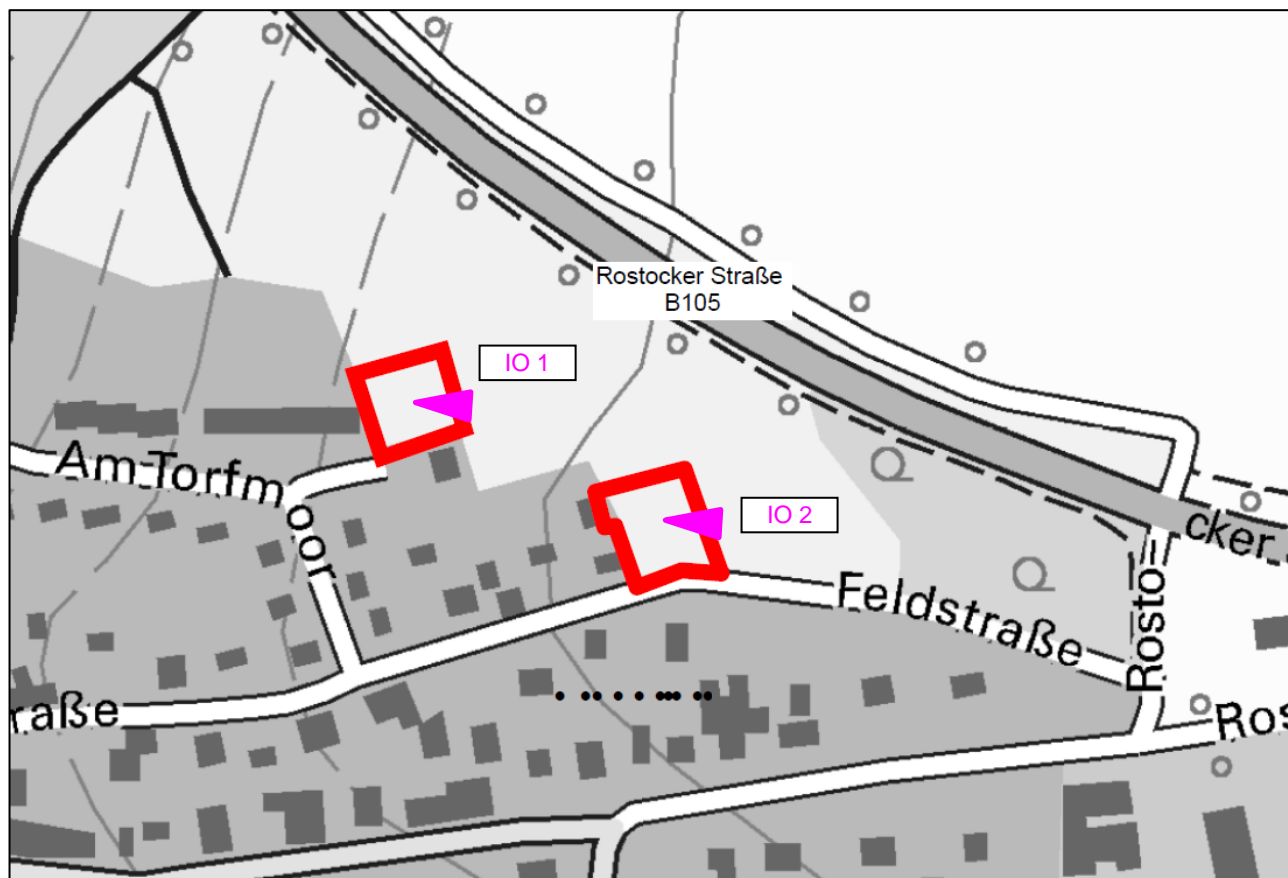 Rostocker Straße
B105
IO 1
Am Torfmoor
IO 2
cker
Feldstraße
Rosto
raße
Ros